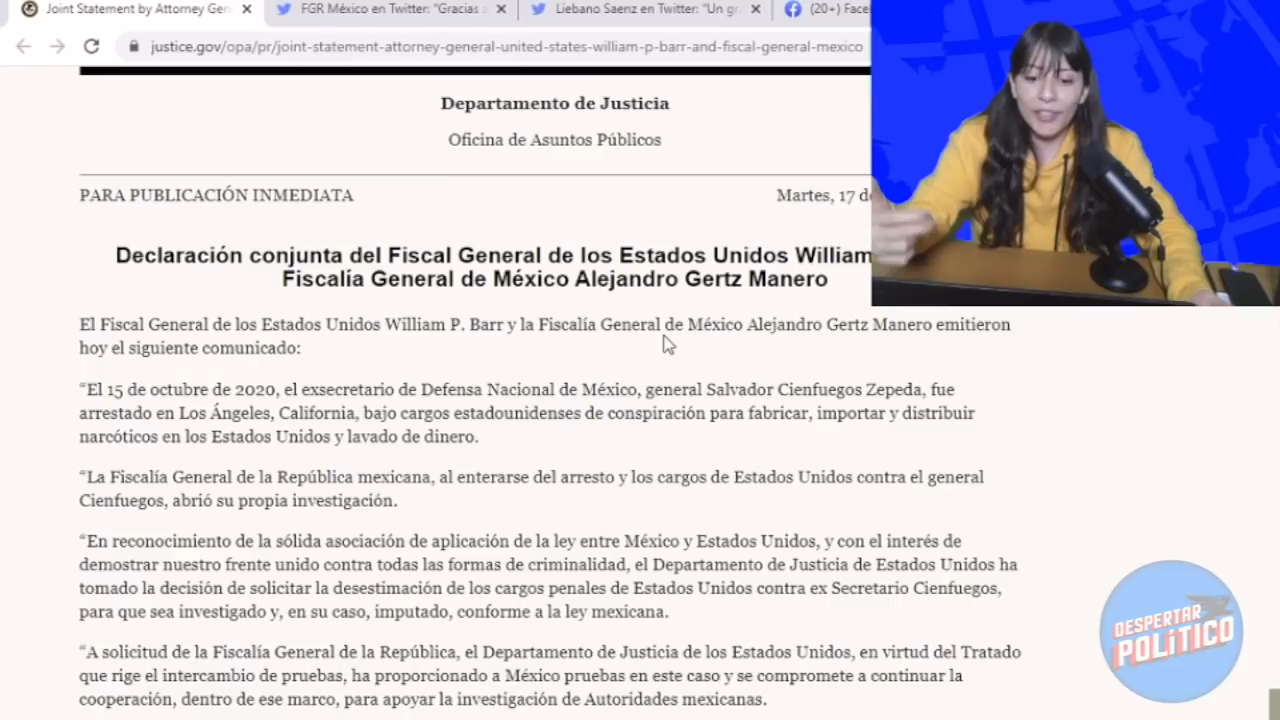 Joint Statement by Attorney Gen
FGR México en Twitter: "Gracias a
Liebano Saenz en Twitter: "Un gr
(20+) Face
justice.gov/opa/pr/joint-statement-attorney-general-united-states-william-p-barr-and-fiscal-general-mexico
Departamento de Justicia
Oficina de Asuntos Públicos
PARA PUBLICACIÓN INMEDIATA
Martes, 17 de
Declaración conjunta del Fiscal General de los Estados Unidos William
Fiscalía General de México Alejandro Gertz Manero
El Fiscal General de los Estados Unidos William P. Barr y la Fiscalía General de México Alejandro Gertz Manero emitieron
hoy el siguiente comunicado:
“El 15 de octubre de 2020, el exsecretario de Defensa Nacional de México, general Salvador Cienfuegos Zepeda, fue
arrestado en Los Ángeles, California, bajo cargos estadounidenses de conspiración para fabricar, importar y distribuir
narcóticos en los Estados Unidos y lavado de dinero.
“La Fiscalía General de la República mexicana, al enterarse del arresto y los cargos de Estados Unidos contra el general
Cienfuegos, abrió su propia investigación.
“En reconocimiento de la sólida asociación de aplicación de la ley entre México y Estados Unidos, y con el interés de
demostrar nuestro frente unido contra todas las formas de criminalidad, el Departamento de Justicia de Estados Unidos ha
tomado la decisión de solicitar la desestimación de los cargos penales de Estados Unidos contra ex Secretario Cienfuegos,
para que sea investigado y, en su caso, imputado, conforme a la ley mexicana.
“A solicitud de la Fiscalía General de la República, el Departamento de Justicia de los Estados Unidos, en virtud del Tratado
que rige el intercambio de pruebas, ha proporcionado a México pruebas en este caso y se compromete a continuar la
cooperación, dentro de ese marco, para apoyar la investigación de Autoridades mexicanas.
DESPERTAR
POLÍTICO